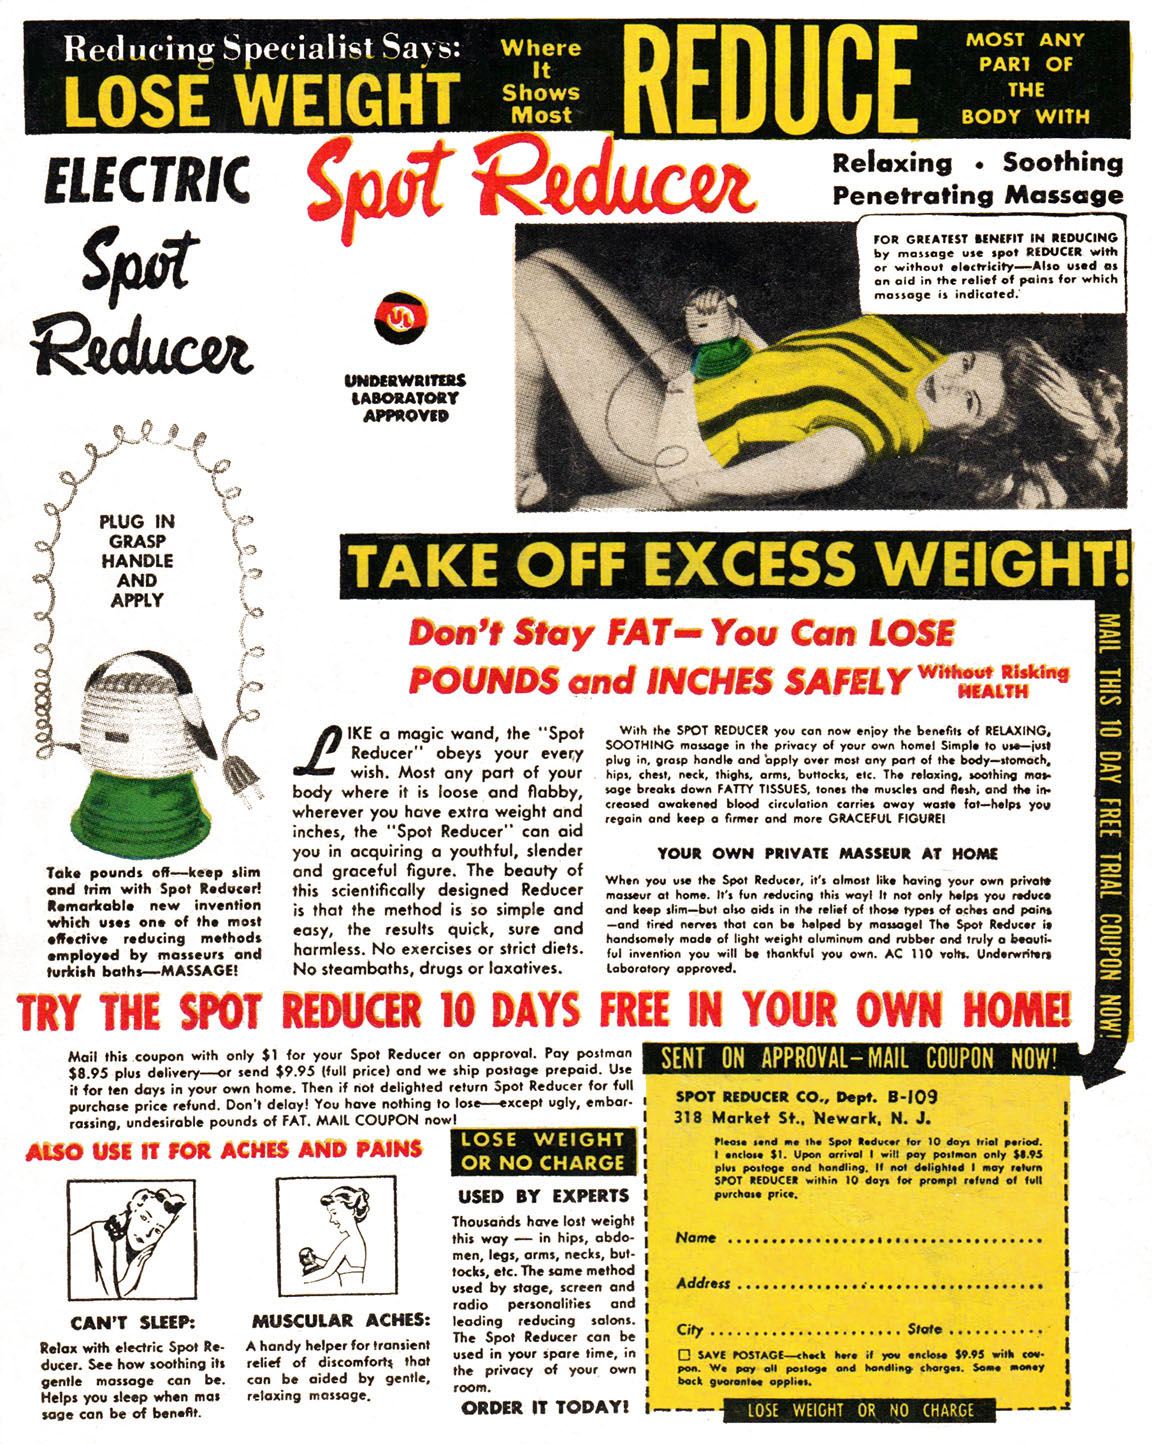 Reducing Specialist Says:
LOSE WEIGHT
Where
It
Shows
Most
REDUCE
MOST ANY
PART OF
THE
BODY WITH
ELECTRIC
Spot
Reducer
Spot Reducer
Relaxing • Soothing
Penetrating Massage
UL
UNDERWRITERS
LABORATORY
APPROVED
FOR GREATEST BENEFIT IN REDUCING
by massage use spot REDUCER with
or without electricity—Also used as
an aid in the relief of pains for which
massage is indicated.
PLUG IN
GRASP
HANDLE
AND
APPLY
Take pounds off—keep slim
and trim with Spot Reducer!
Remarkable new invention
which uses one of the most
effective reducing methods
employed by masseurs and
turkish baths—MASSAGE!
TAKE OFF EXCESS WEIGHT!
Don't Stay FAT—You Can LOSE
POUNDS and INCHES SAFELY Without Risking
HEALTH
MAIL THIS 10 DAY FREE TRIAL COUPON NOW!
LIKE a magic wand, the "Spot
Reducer" obeys your every
wish. Most any part of your
body where it is loose and flabby,
wherever you have extra weight and
inches, the "Spot Reducer" can aid
you in acquiring a youthful, slender
and graceful figure. The beauty of
this scientifically designed Reducer
is that the method is so simple and
easy, the results quick, sure and
harmless. No exercises or strict diets.
No steambaths, drugs or laxatives.
With the SPOT REDUCER you can now enjoy the benefits of RELAXING,
SOOTHING massage in the privacy of your own home! Simple to use—just
plug in, grasp handle and apply over most any part of the body—stomach,
hips, chest, neck, thighs, arms, buttocks, etc. The relaxing, soothing mas-
sage breaks down FATTY TISSUES, tones the muscles and flesh, and the in-
creased awakened blood circulation carries away waste fat—helps you
regain and keep a firmer and more GRACEFUL FIGURE!
YOUR OWN PRIVATE MASSEUR AT HOME
When you use the Spot Reducer, it's almost like having your own private
masseur at home. It's fun reducing this way! It not only helps you reduce
and keep slim—but also aids in the relief of those types of aches and pains
—and tired nerves that can be helped by massage! The Spot Reducer is
handsomely made of light weight aluminum and rubber and truly a beauti-
ful invention you will be thankful you own. AC 110 volts. Underwriters
Laboratory approved.
TRY THE SPOT REDUCER 10 DAYS FREE IN YOUR OWN HOME!
Mail this coupon with only $1 for your Spot Reducer on approval. Pay postman
$8.95 plus delivery—or send $9.95 (full price) and we ship postage prepaid. Use
it for ten days in your own home. Then if not delighted return Spot Reducer for full
purchase price refund. Don't delay! You have nothing to lose—except ugly, embar-
rassing, undesirable pounds of FAT. MAIL COUPON now!
ALSO USE IT FOR ACHES AND PAINS
CAN'T SLEEP:
Relax with electric Spot Re-
ducer. See how soothing its
gentle massage can be.
Helps you sleep when mas
sage can be of benefit.
MUSCULAR ACHES:
A handy helper for transient
relief of discomforts that
can be aided by gentle,
relaxing massage.
LOSE WEIGHT
OR NO CHARGE
USED BY EXPERTS
Thousands have lost weight
this way — in hips, abdo-
men, legs, arms, necks, but-
tocks, etc. The same method
used by stage, screen and
radio personalities and
leading reducing salons.
The Spot Reducer can be
used in your spare time, in
the privacy of your own
room.
ORDER IT TODAY!
SENT ON APPROVAL—MAIL COUPON NOW!
SPOT REDUCER CO., Dept. B-109
318 Market St., Newark, N. J.
Please send me the Spot Reducer for 10 days trial period.
I enclose $1. Upon arrival I will pay postman only $8.95
plus postage and handling. If not delighted I may return
SPOT REDUCER within 10 days for prompt refund of full
purchase price.
Name
Address
City State
SAVE POSTAGE—check here if you enclose $9.95 with cou-
pon. We pay all postage and handling charges. Same money
back guarantee applies.
LOSE WEIGHT OR NO CHARGE